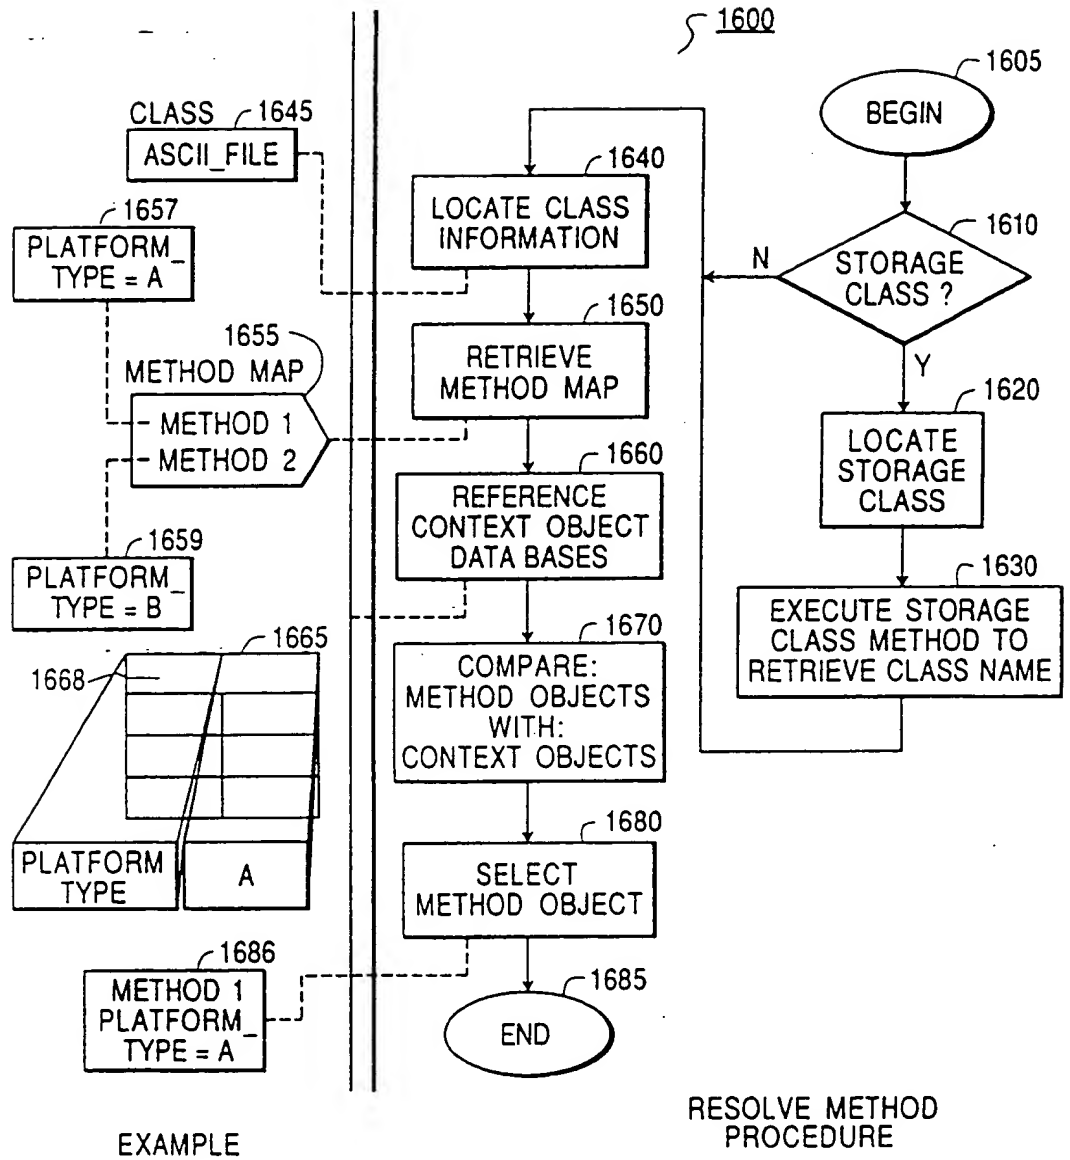 1600
1605
BEGIN
1610
STORAGE
CLASS ?
N
Y
1620
LOCATE
STORAGE
CLASS
1630
EXECUTE STORAGE
CLASS METHOD TO
RETRIEVE CLASS NAME
1640
LOCATE CLASS
INFORMATION
1650
RETRIEVE
METHOD MAP
1660
REFERENCE
CONTEXT OBJECT
DATA BASES
1670
COMPARE:
METHOD OBJECTS
WITH:
CONTEXT OBJECTS
1680
SELECT
METHOD OBJECT
1685
END
RESOLVE METHOD
PROCEDURE
CLASS
1645
ASCII_FILE
1657
PLATFORM_
TYPE = A
1655
METHOD MAP
METHOD 1
METHOD 2
1659
PLATFORM_
TYPE = B
1665
1668
PLATFORM
TYPE
A
1686
METHOD 1
PLATFORM_
TYPE = A
EXAMPLE